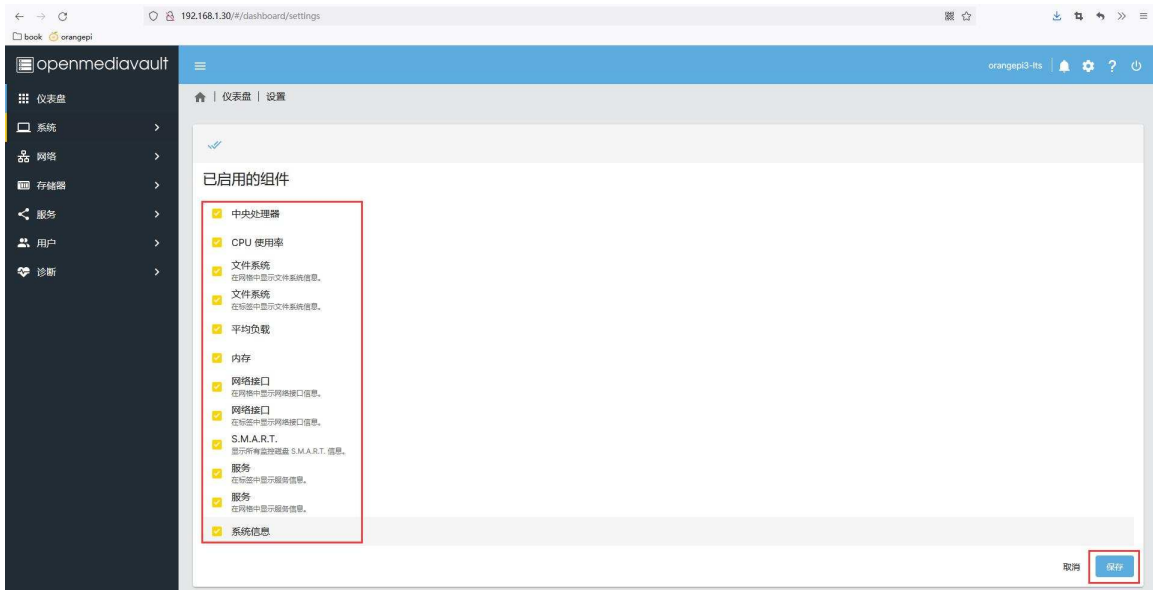 192.168.1.30/#/dashboard/settings
book orangepi
openmediavault
orangepi3-lts
仪表盘
仪表盘 | 设置
系统
网络
存储器
服务
用户
诊断
已启用的组件
中央处理器
CPU 使用率
文件系统
在网格中显示文件系统信息。
文件系统
在标签中显示文件系统信息。
平均负载
内存
网络接口
在网格中显示网络接口信息。
网络接口
在标签中显示网络接口信息。
S.M.A.R.T.
显示所有监控磁盘 S.M.A.R.T. 信息。
服务
在标签中显示服务信息。
服务
在网格中显示服务信息。
系统信息
取消 保存